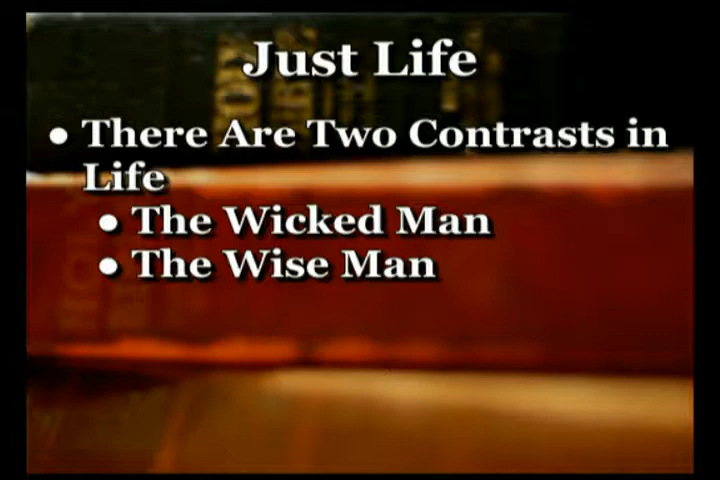 Just Life
• There Are Two Contrasts in
Life
• The Wicked Man
• The Wise Man